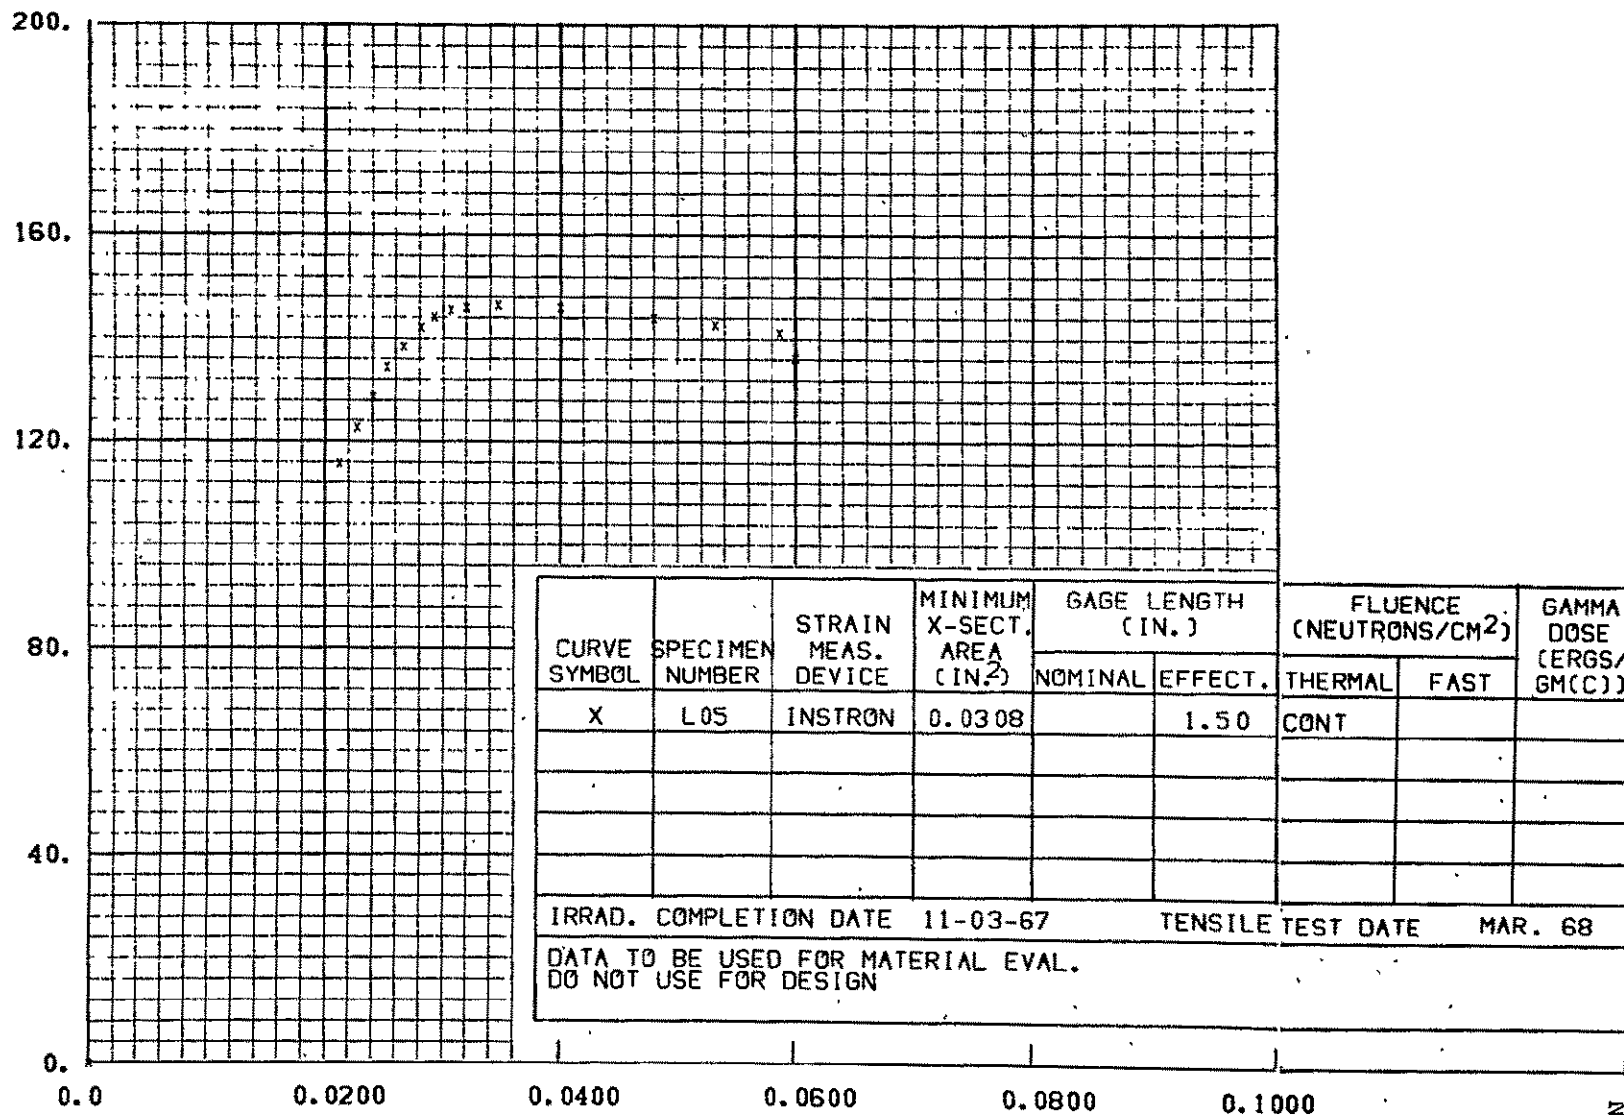 200.
160.
120.
80.
40.
0.
0.0 0.0200 0.0400 0.0600 0.0800 0.1000
CURVE SYMBOL
SPECIMEN NUMBER
STRAIN MEAS. DEVICE
MINIMUM X-SECT. AREA (IN.2)
GAGE LENGTH (IN.)
NOMINAL EFFECT.
FLUENCE (NEUTRONS/CM2)
THERMAL FAST
GAMMA DOSE (ERGS/GM(C))
X L05 INSTRON 0.0308 1.50 CONT
IRRAD. COMPLETION DATE 11-03-67 TENSILE TEST DATE MAR. 68
DATA TO BE USED FOR MATERIAL EVAL.
DO NOT USE FOR DESIGN